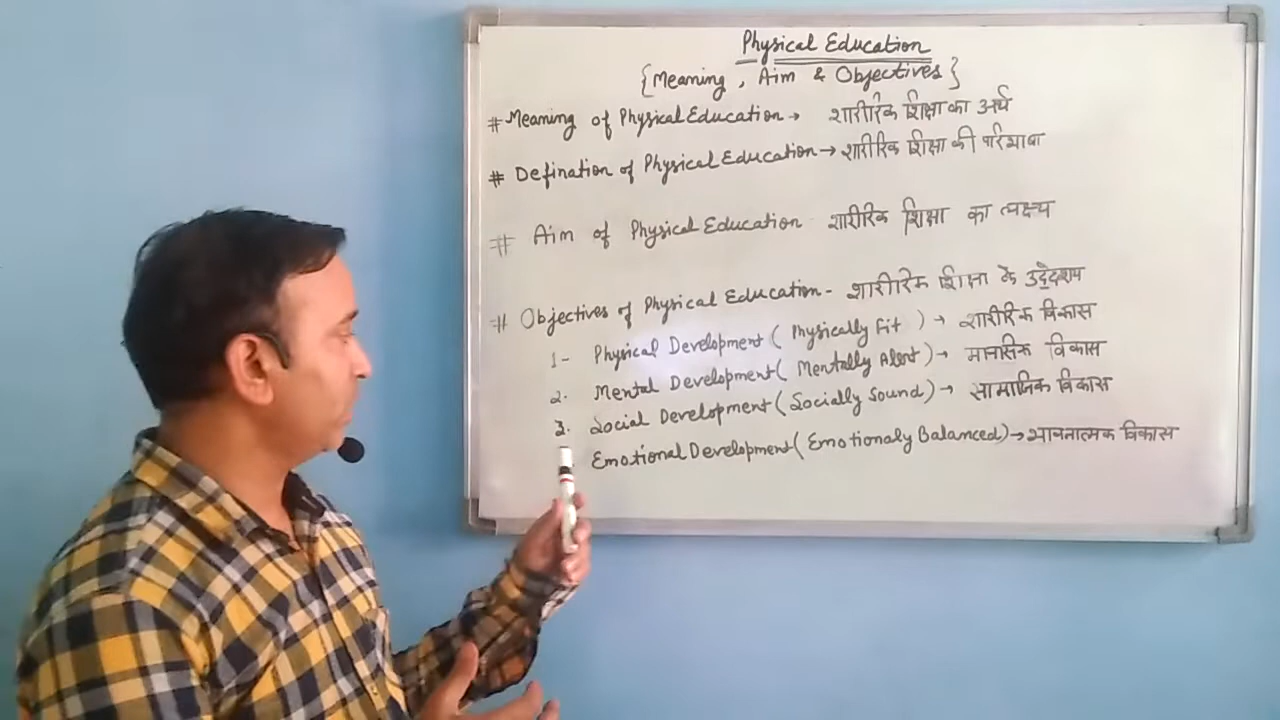 Physical Education
{Meaning, Aim & Objectives}
# Meaning of Physical Education → शारीरिक शिक्षा का अर्थ
# Defination of Physical Education → शारीरिक शिक्षा की परिभाषा
# Aim of Physical Education - शारीरिक शिक्षा का लक्ष्य
# Objectives of Physical Education - शारीरिक शिक्षा के उद्देश्य
1- Physical Development (Physically Fit) → शारीरिक विकास
2. Mental Development (Mentally Alert) → मानसिक विकास
3. Social Development (Socially Sound) → सामाजिक विकास
Emotional Development (Emotionaly Balanced) → भावनात्मक विकास